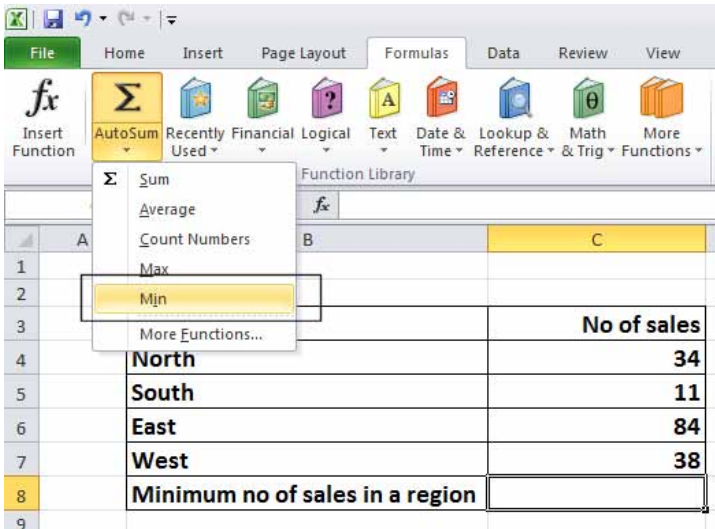 File Home Insert Page Layout Formulas Data Review View
fx Σ ? A θ
Insert Function
AutoSum
Recently Used
Financial
Logical
Text
Date & Time
Lookup & Reference
Math & Trig
More Functions
Function Library
Σ Sum
Average
Count Numbers
Max
Min
More Functions...
fx
A B C
1
2
3 No of sales
4 North 34
5 South 11
6 East 84
7 West 38
8 Minimum no of sales in a region
9